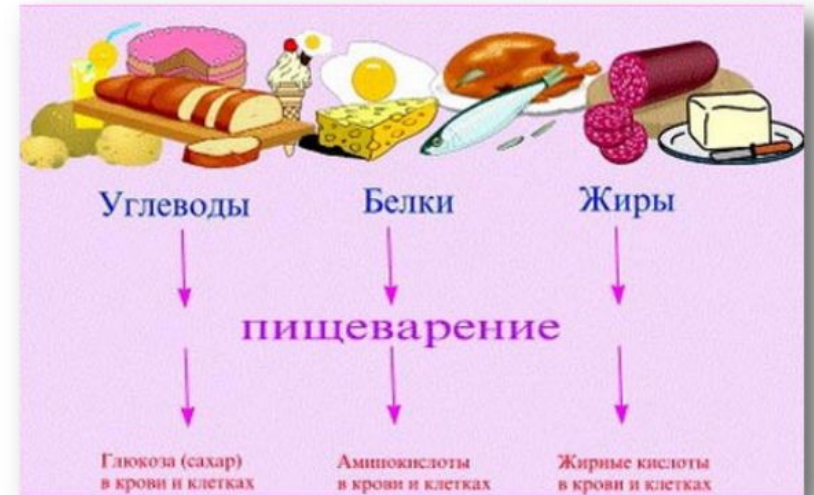 Углеводы Белки Жиры
пищеварение
Глюкоза (сахар) Аминокислоты Жирные кислоты
в крови и клетках в крови и клетках в крови и клетках